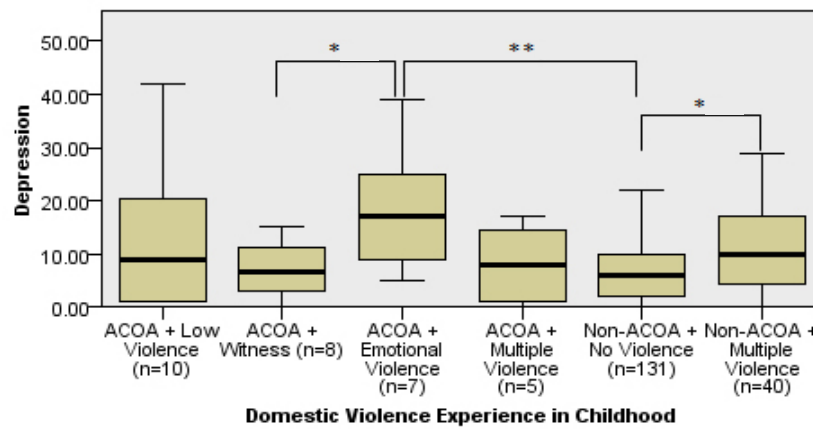 50.00
40.00
30.00
20.00
10.00
0.00
Depression
*
**
*
ACOA + Low
Violence
(n=10)
ACOA +
Witness (n=8)
ACOA +
Emotional
Violence
(n=7)
ACOA +
Multiple
Violence
(n=5)
Non-ACOA +
No Violence
(n=131)
Non-ACOA +
Multiple
Violence
(n=40)
Domestic Violence Experience in Childhood